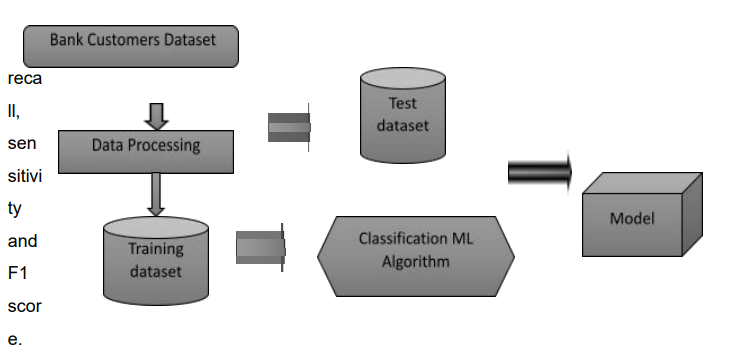 Bank Customers Dataset
reca
ll,
sen
sitivi
ty
and
F1
scor
e.
Data Processing
Test
dataset
Training
dataset
Classification ML
Algorithm
Model